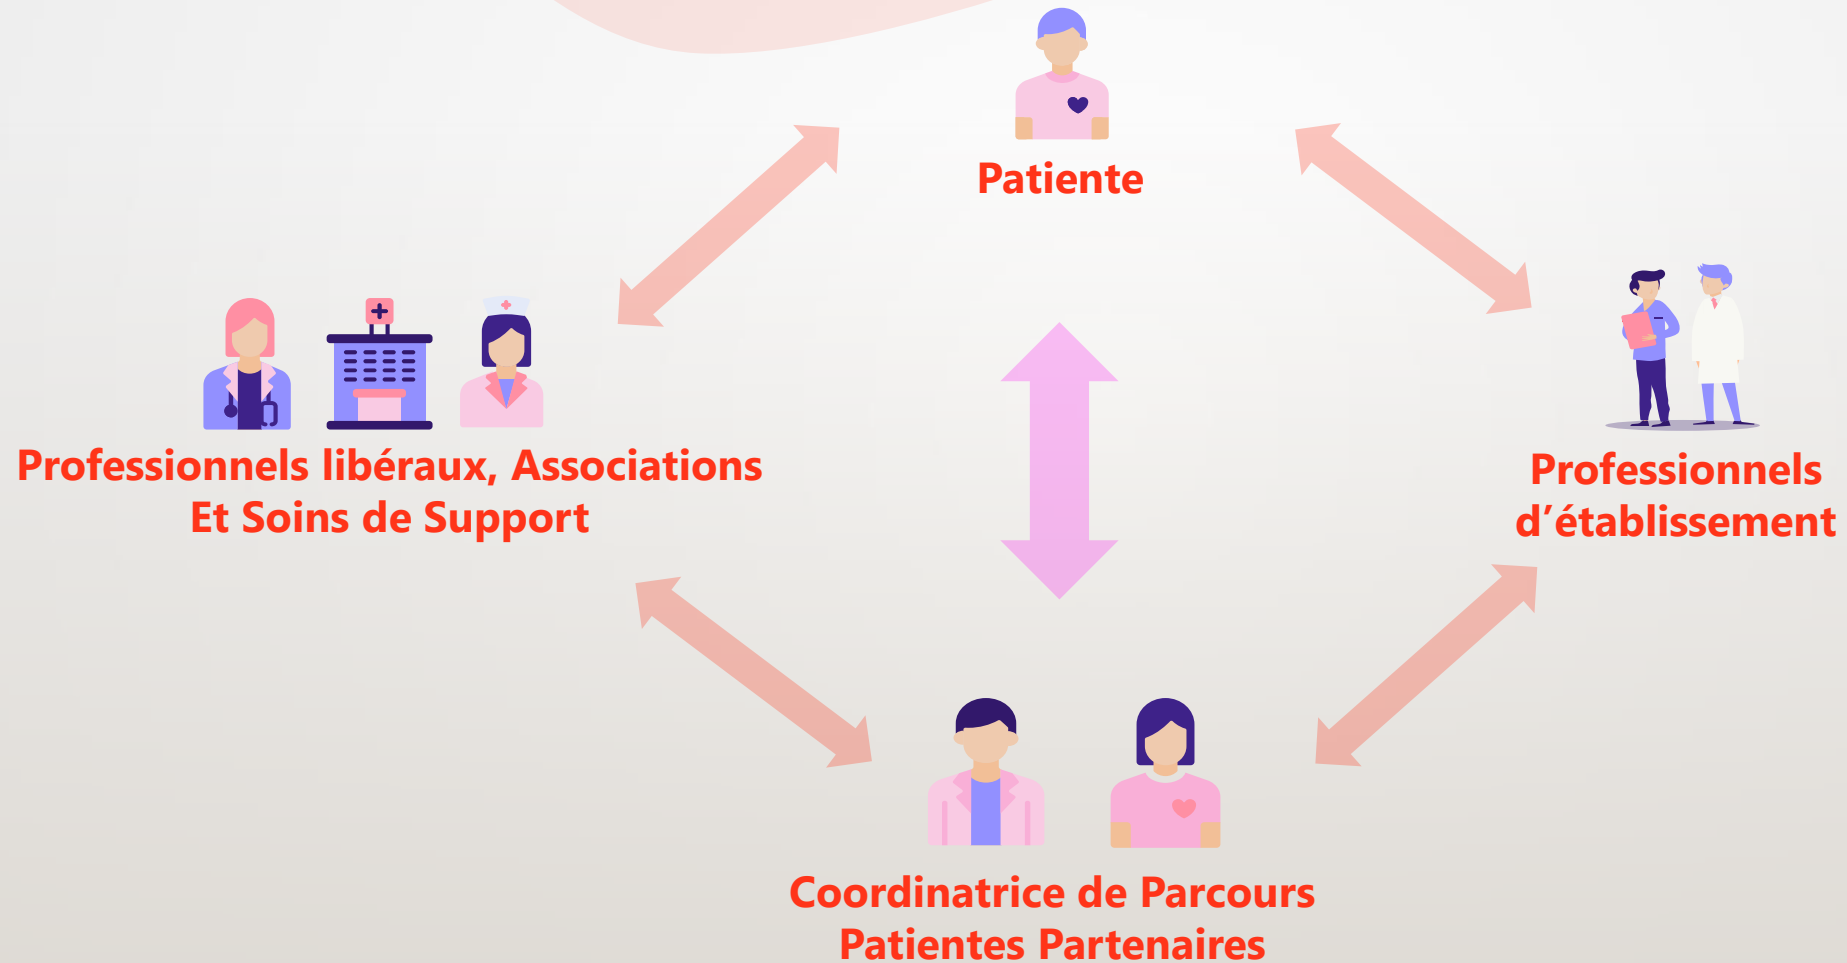 Patiente
Professionnels libéraux, Associations
Et Soins de Support
Professionnels
d’établissement
Coordinatrice de Parcours
Patientes Partenaires